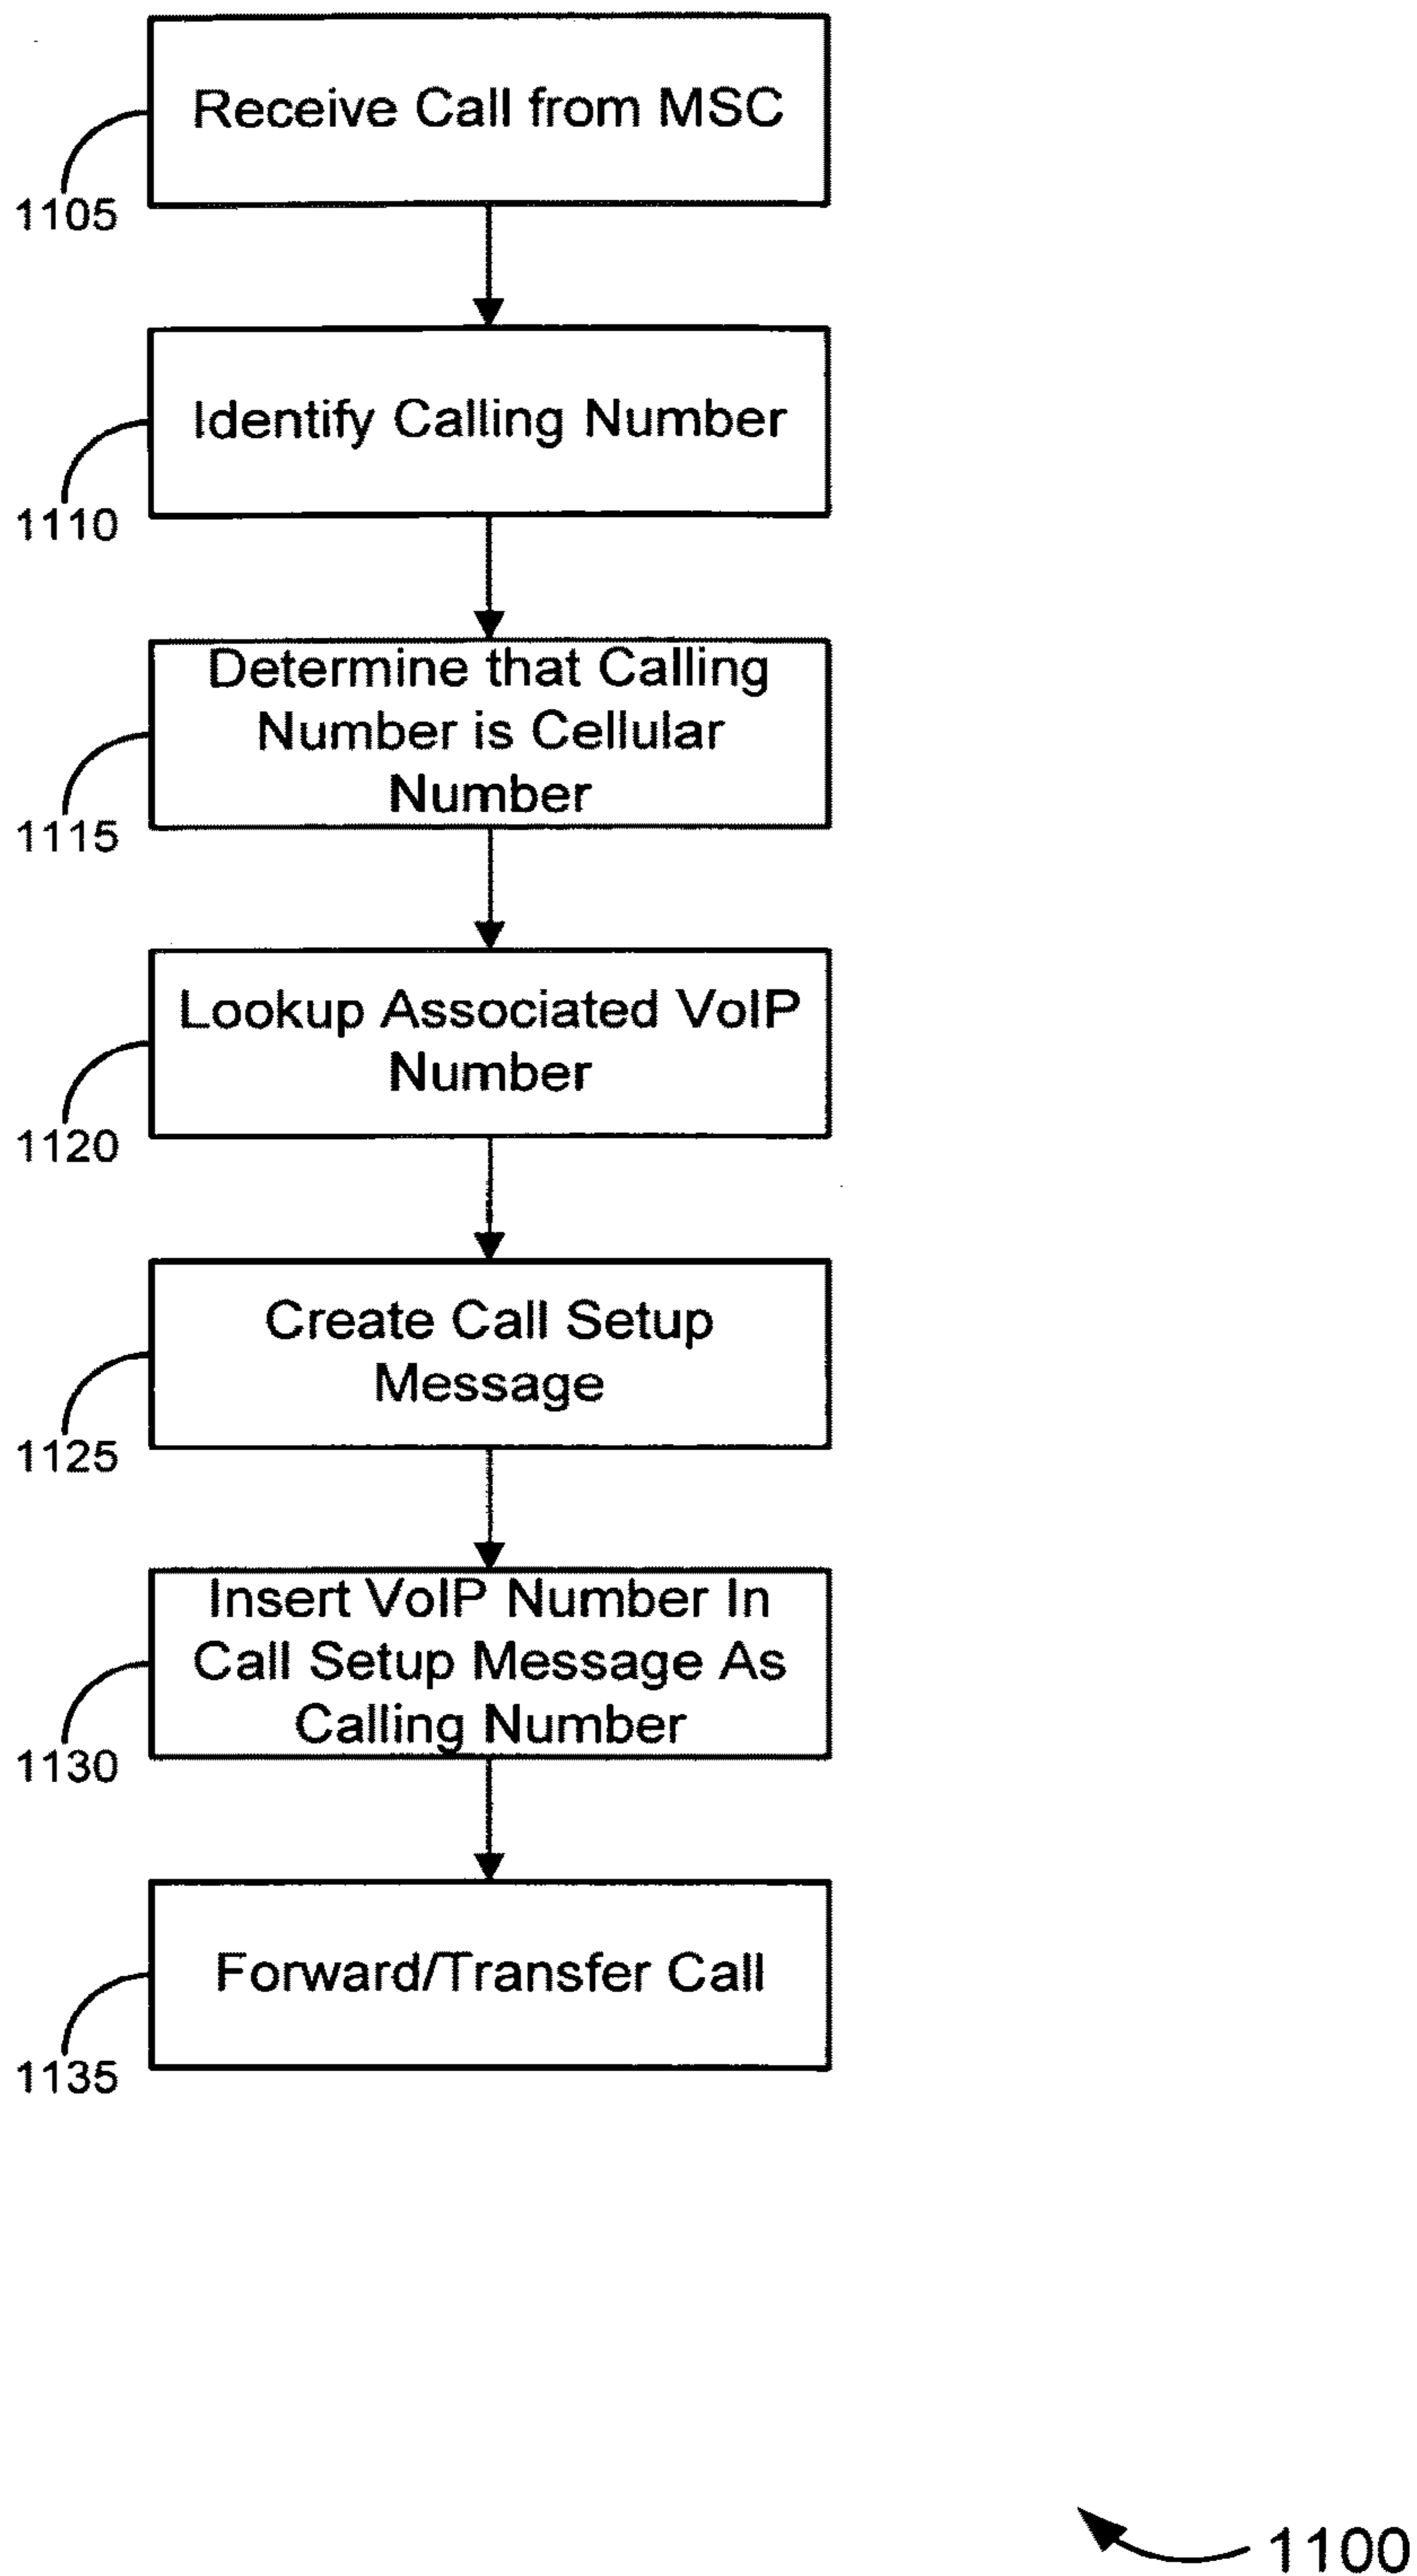 Receive Call from MSC
1105
Identify Calling Number
1110
Determine that Calling
Number is Cellular
Number
1115
Lookup Associated VoIP
Number
1120
Create Call Setup
Message
1125
Insert VoIP Number In
Call Setup Message As
Calling Number
1130
Forward/Transfer Call
1135
1100